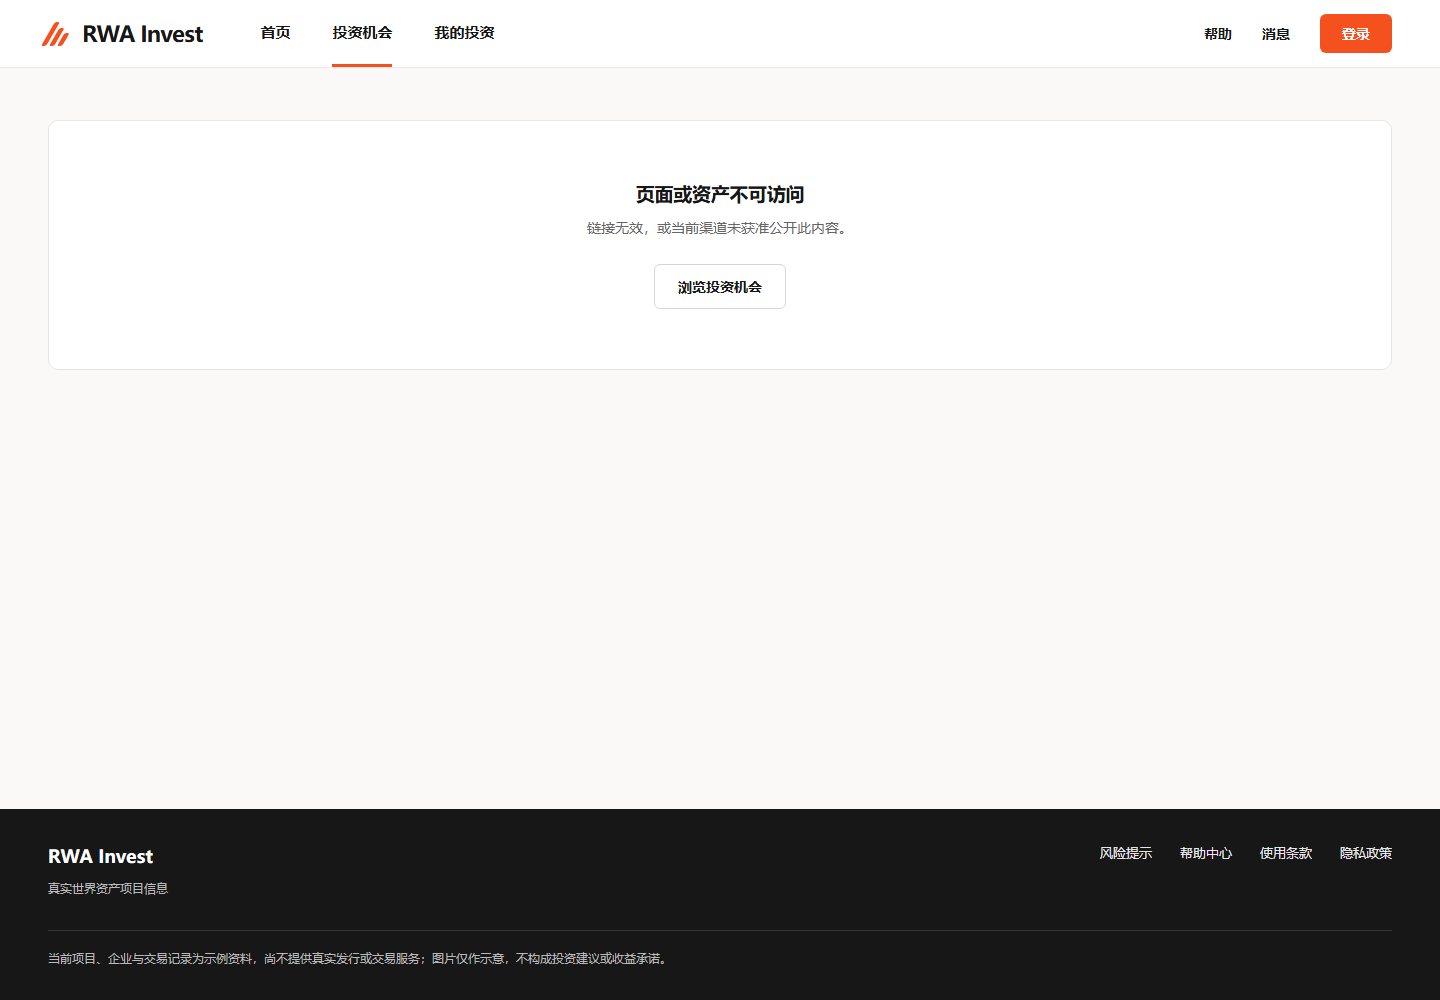 RWA Invest
首页
投资机会
我的投资
帮助
消息
登录
页面或资产不可访问
链接无效，或当前渠道未获准公开此内容。
浏览投资机会
RWA Invest
真实世界资产项目信息
风险提示
帮助中心
使用条款
隐私政策
当前项目、企业与交易记录为示例资料，尚不提供真实发行或交易服务；图片仅作示意，不构成投资建议或收益承诺。